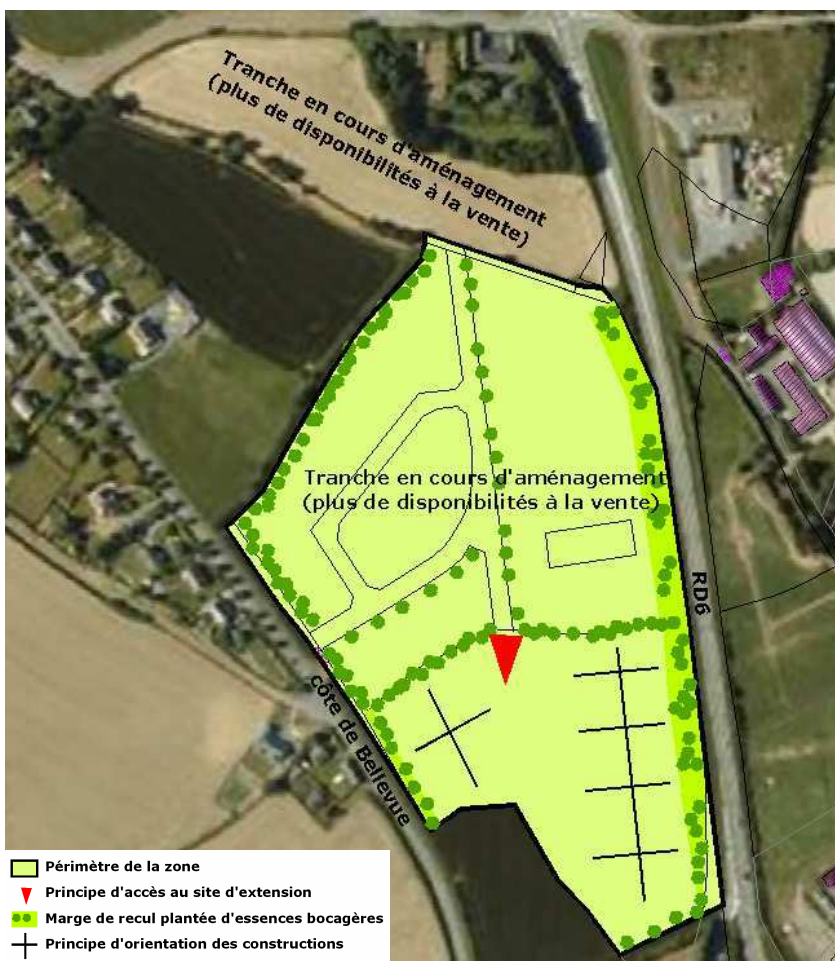 Tranche en cours d'aménagement
(plus de disponibilités à la vente)
Tranche en cours d'aménagement
(plus de disponibilités à la vente)
RD6
côte de Bellevue
Périmètre de la zone
Principe d'accès au site d'extension
Marge de recul plantée d'essences bocagères
Principe d'orientation des constructions